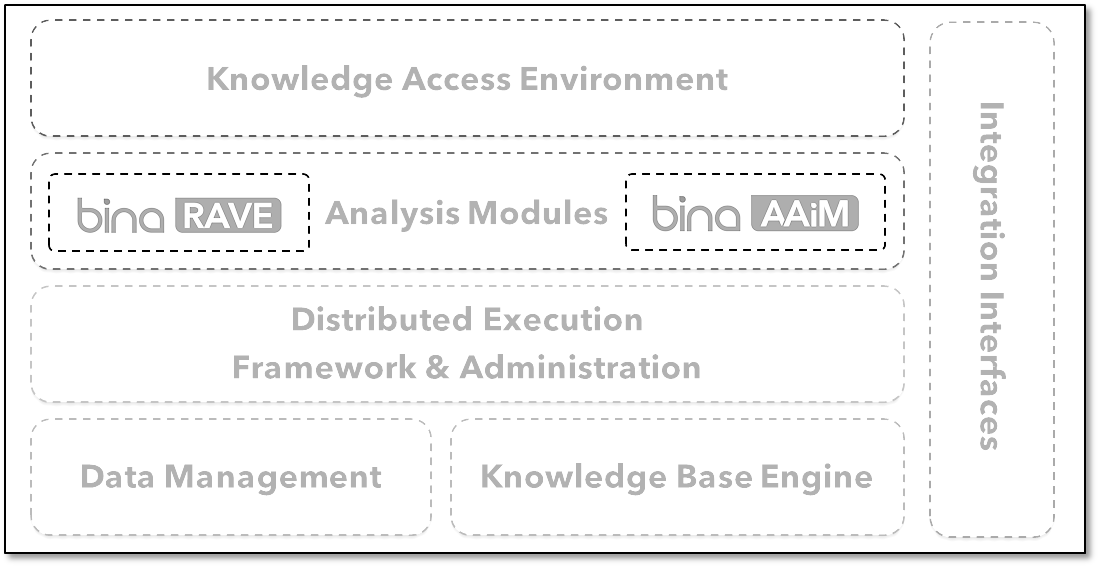 Knowledge Access Environment
bina RAVE
Analysis Modules
bina AAiM
Distributed Execution
Framework & Administration
Data Management
Knowledge Base Engine
Integration Interfaces